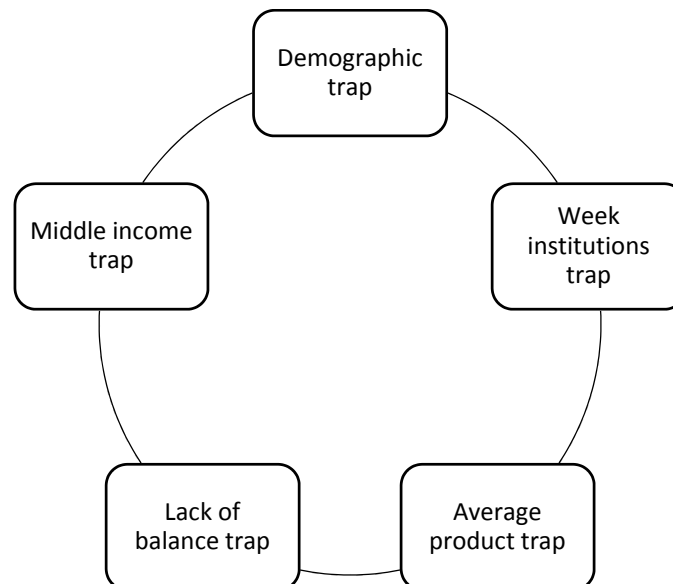 Demographic
trap
Week
institutions
trap
Average
product trap
Lack of
balance trap
Middle income
trap